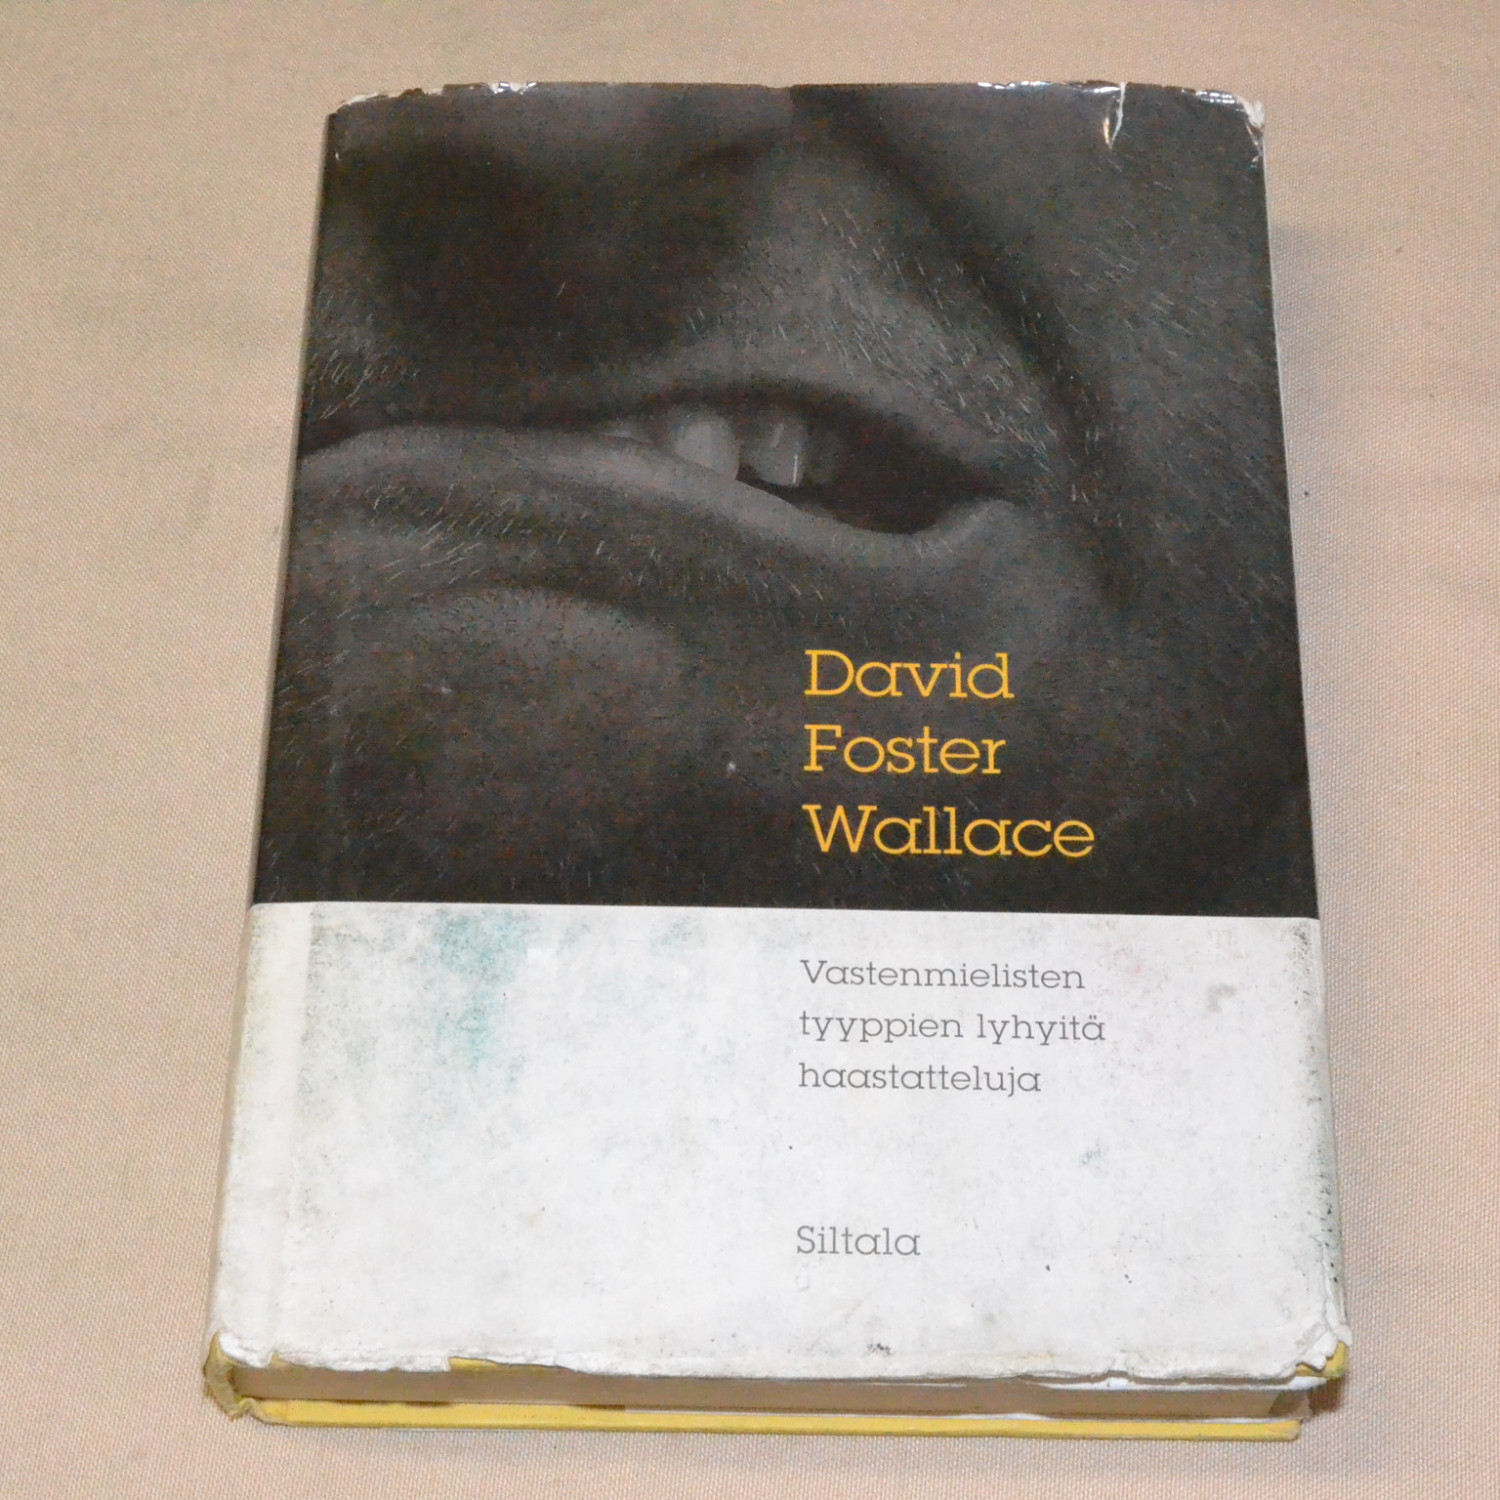 David
Foster
Wallace
Vastenmielisten
tyyppien lyhyitä
haastatteluja
Siltala